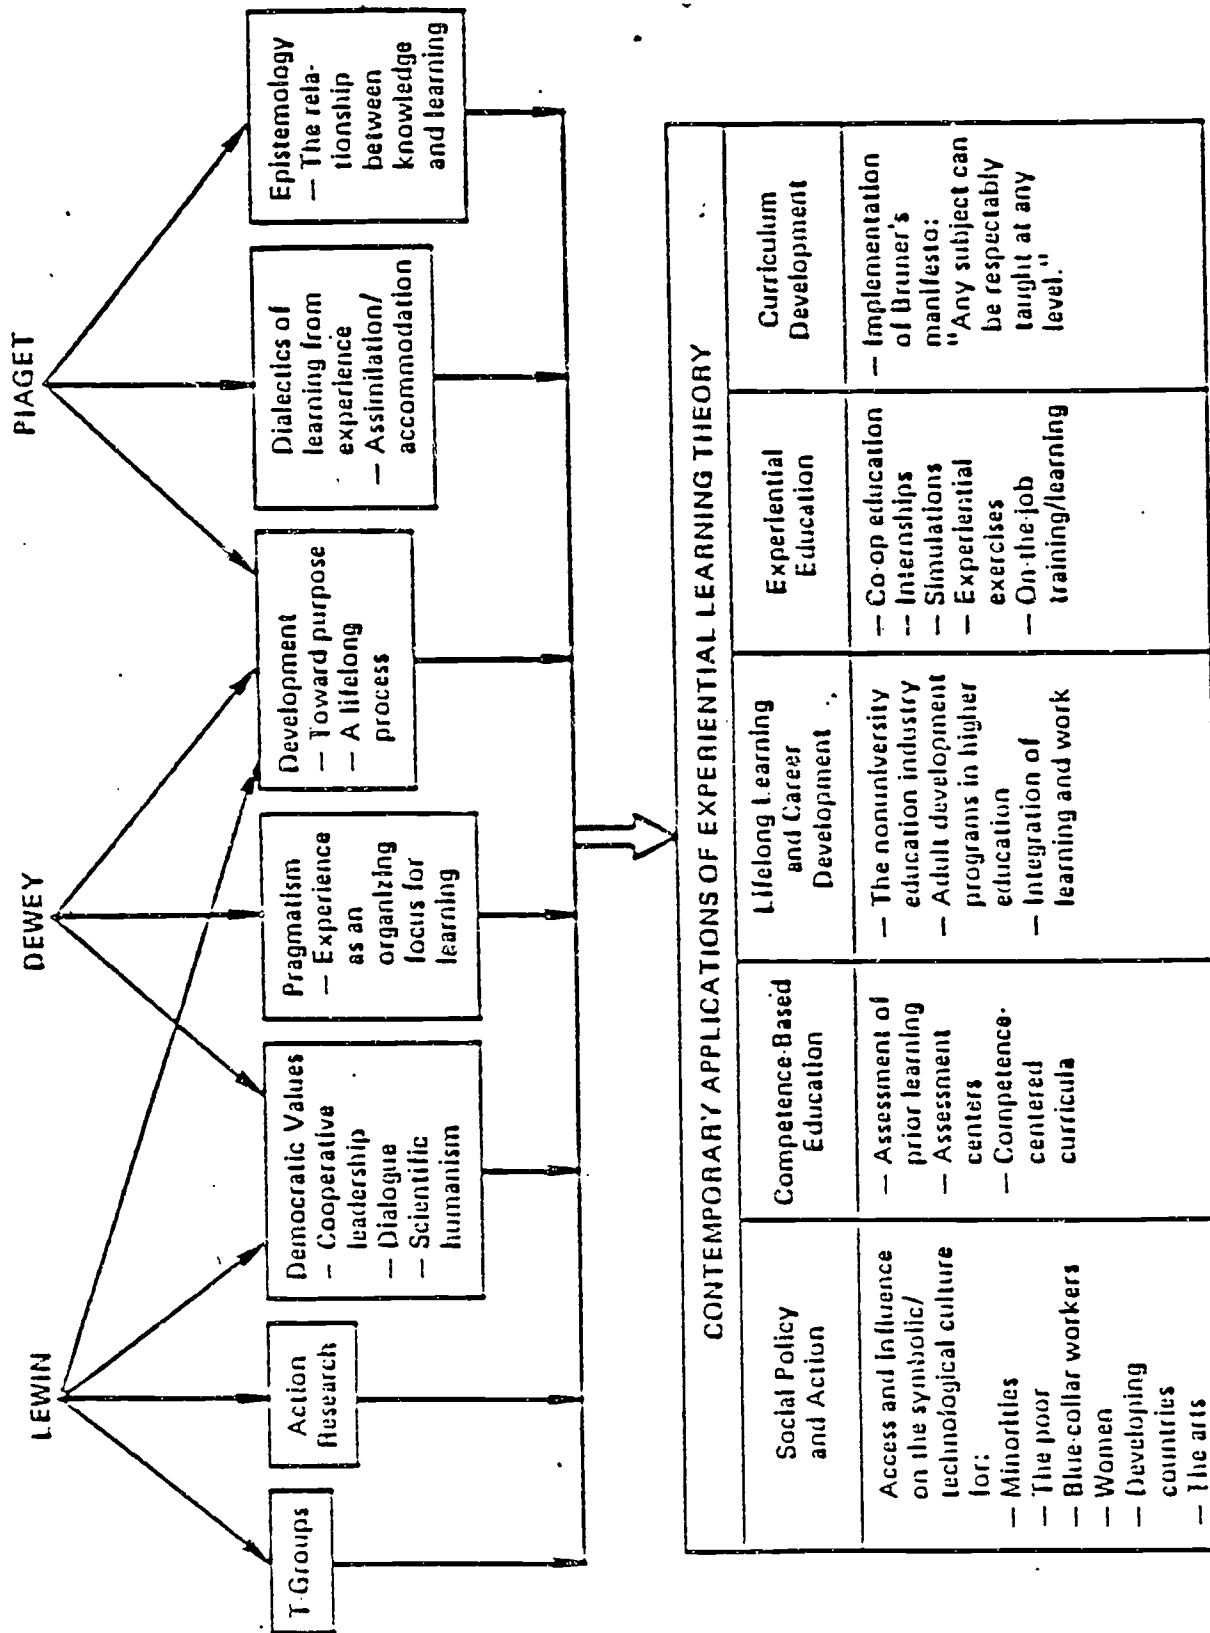 LEWIN
DEWEY
PIAGET
T-Groups
Action
Research
Democratic Values
— Cooperative
leadership
— Dialogue
— Scientific
humanism
Pragmatism
— Experience
as an
organizing
focus for
learning
Development
— Toward purpose
— A lifelong
process
Dialectics of
learning from
experience
— Assimilation/
accommodation
Epistemology
— The rela-
tionship
between
knowledge
and learning
CONTEMPORARY APPLICATIONS OF EXPERIENTIAL LEARNING THEORY
Social Policy
and Action
Access and Influence
on the symbolic/
technological culture
for:
— Minorities
— The poor
— Blue-collar workers
— Women
— Developing
countries
— The arts
Competence-Based
Education
— Assessment of
prior learning
— Assessment
centers
— Competence-
centered
curricula
Lifelong Learning
and Career
Development
— The nonuniversity
education industry
— Adult development
programs in higher
education
— Integration of
learning and work
Experiential
Education
— Co-op education
— Internships
— Simulations
— Experiential
exercises
— On-the-job
training/learning
Curriculum
Development
— Implementation
of Bruner's
manifesto:
"Any subject can
be respectably
taught at any
level."